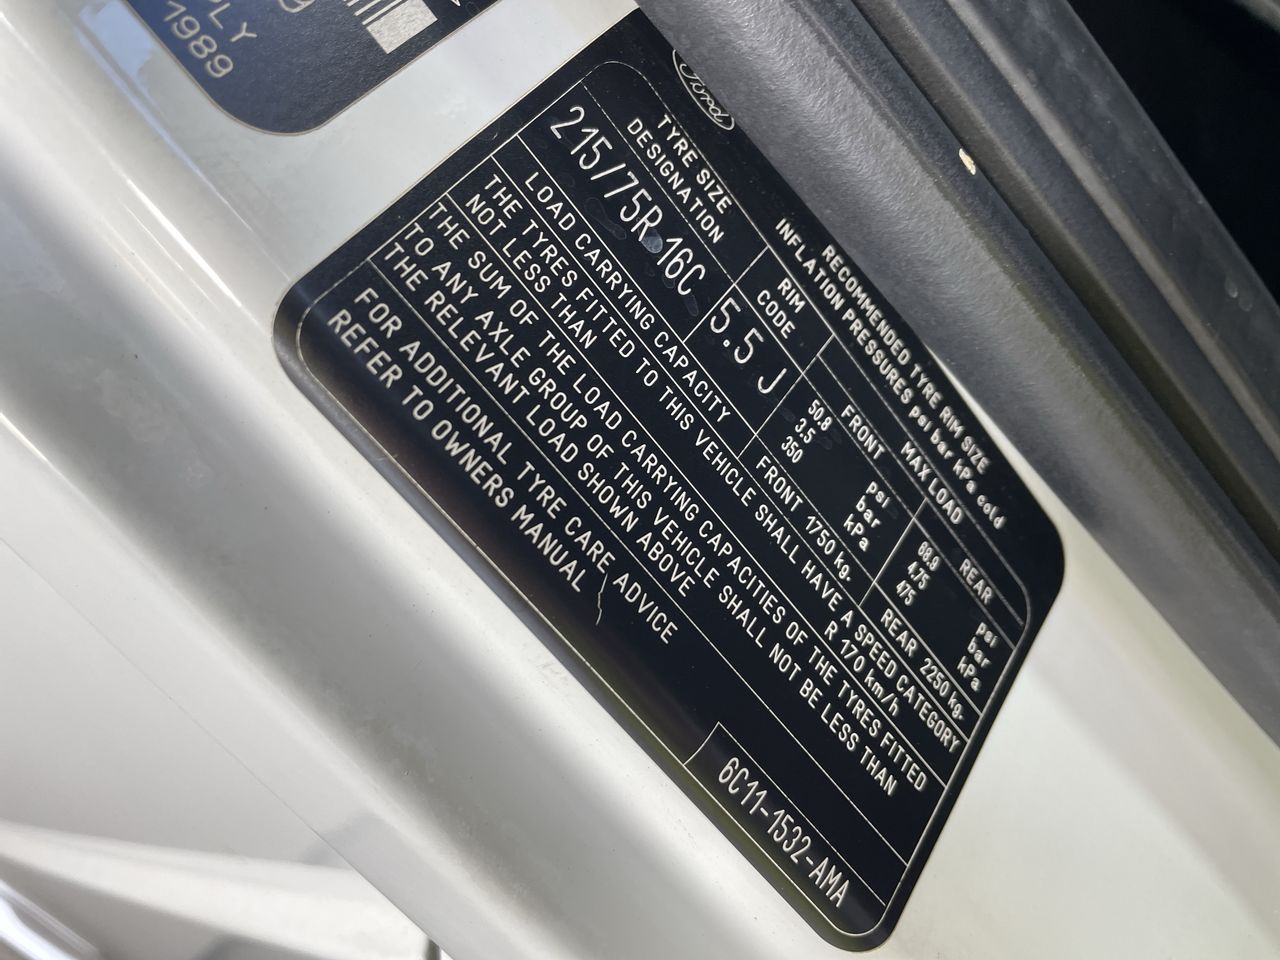 PLY
1989
Ford
TYRE SIZE
DESIGNATION
RIM
CODE
RECOMMENDED TYRE RIM SIZE
INFLATION PRESSURES psi bar kPa cold
MAX LOAD
FRONT
REAR
215/75R 16C
5.5 J
50.8 psi
3.5 bar
350 kPa
68.9 psi
4.75 bar
475 kPa
LOAD CARRYING CAPACITY
FRONT 1750 kg.
REAR 2250 kg.
THE TYRES FITTED TO THIS VEHICLE SHALL HAVE A SPEED CATEGORY
NOT LESS THAN R 170 km/h
THE SUM OF THE LOAD CARRYING CAPACITIES OF THE TYRES FITTED
TO ANY AXLE GROUP OF THIS VEHICLE SHALL NOT BE LESS THAN
THE RELEVANT LOAD SHOWN ABOVE
FOR ADDITIONAL TYRE CARE ADVICE
REFER TO OWNERS MANUAL
6C11-1532-AMA